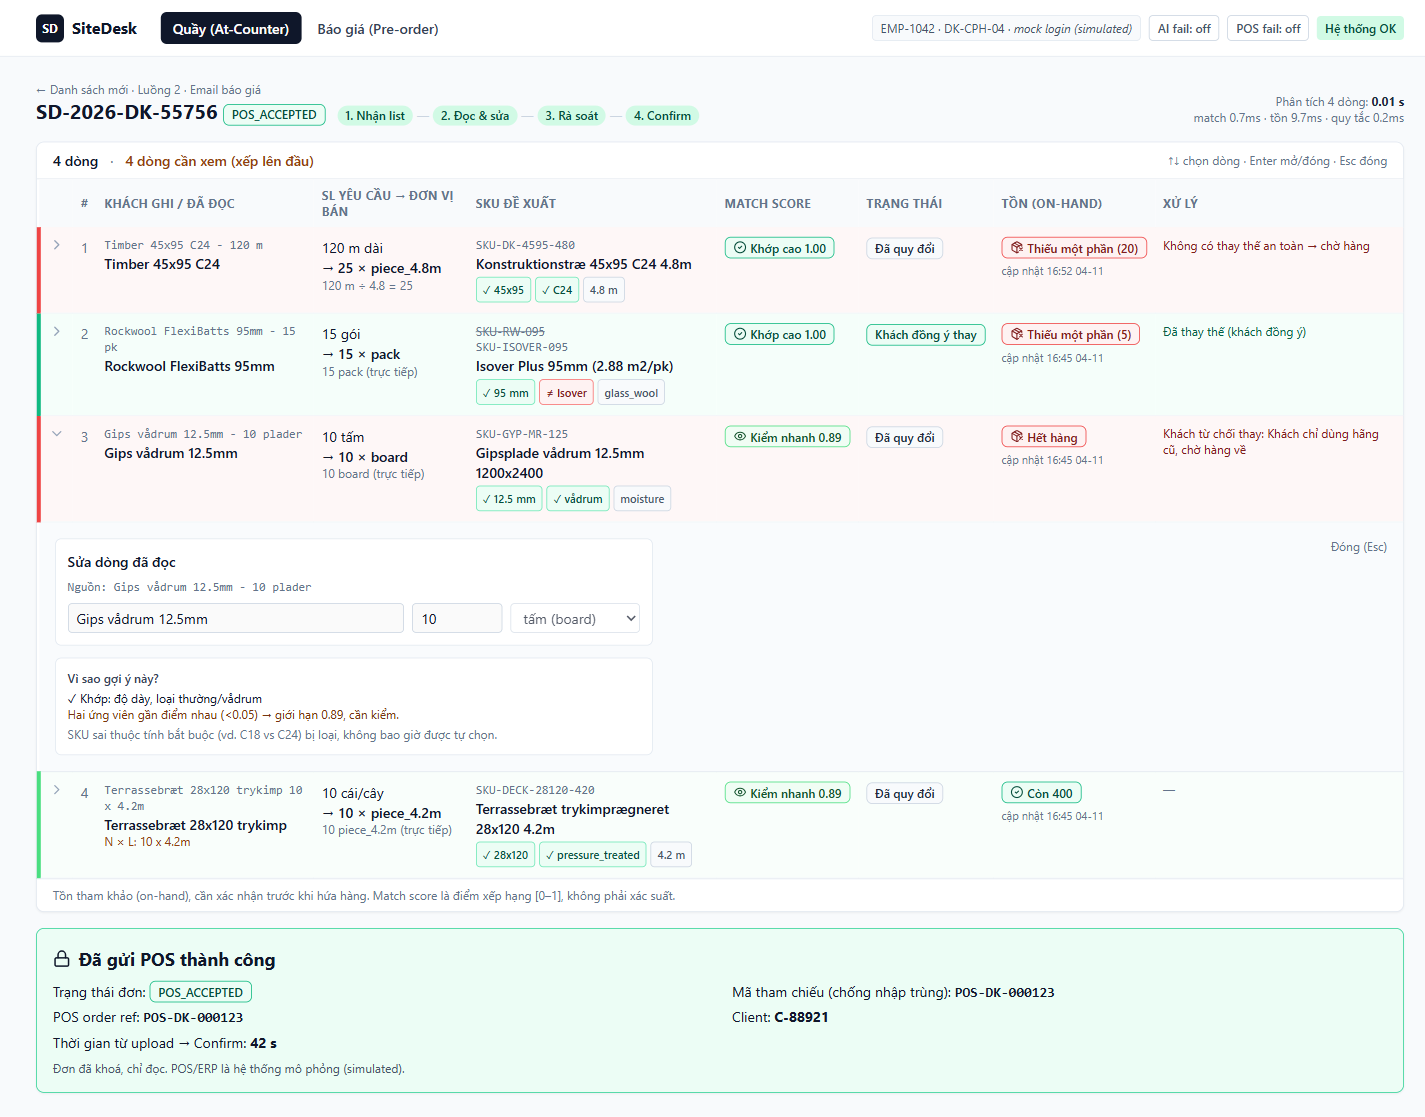 SD SiteDesk Quầy (At-Counter) Báo giá (Pre-order) EMP-1042 · DK-CPH-04 · mock login (simulated) AI fail: off POS fail: off Hệ thống OK
← Danh sách mới · Luồng 2 · Email báo giá
SD-2026-DK-55756 POS_ACCEPTED 1. Nhận list — 2. Đọc & sửa — 3. Rà soát — 4. Confirm
Phân tích 4 dòng: 0.01 s
match 0.7ms · tồn 9.7ms · quy tắc 0.2ms
4 dòng · 4 dòng cần xem (xếp lên đầu) ↑↓ chọn dòng · Enter mở/đóng · Esc đóng
# KHÁCH GHI / ĐÃ ĐỌC SL YÊU CẦU → ĐƠN VỊ BÁN SKU ĐỀ XUẤT MATCH SCORE TRẠNG THÁI TỒN (ON-HAND) XỬ LÝ
1
Timber 45x95 C24 - 120 m
Timber 45x95 C24
120 m dài
→ 25 × piece_4.8m
120 m ÷ 4.8 = 25
SKU-DK-4595-480
Konstruktionstræ 45x95 C24 4.8m
✓ 45x95 ✓ C24 4.8 m
Khớp cao 1.00
Đã quy đổi
Thiếu một phần (20)
cập nhật 16:52 04-11
Không có thay thế an toàn → chờ hàng
2
Rockwool FlexiBatts 95mm - 15
pk
Rockwool FlexiBatts 95mm
15 gói
→ 15 × pack
15 pack (trực tiếp)
SKU-RW-095
SKU-ISOVER-095
Isover Plus 95mm (2.88 m2/pk)
✓ 95 mm ≠ Isover glass_wool
Khớp cao 1.00
Khách đồng ý thay
Thiếu một phần (5)
cập nhật 16:45 04-11
Đã thay thế (khách đồng ý)
3
Gips vådrum 12.5mm - 10 plader
Gips vådrum 12.5mm
10 tấm
→ 10 × board
10 board (trực tiếp)
SKU-GYP-MR-125
Gipsplade vådrum 12.5mm
1200x2400
✓ 12.5 mm ✓ vådrum moisture
Kiểm nhanh 0.89
Đã quy đổi
Hết hàng
cập nhật 16:45 04-11
Khách từ chối thay: Khách chỉ dùng hãng
cũ, chờ hàng về
Sửa dòng đã đọc
Đóng (Esc)
Nguồn: Gips vådrum 12.5mm - 10 plader
Gips vådrum 12.5mm 10 tấm (board)
Vì sao gợi ý này?
✓ Khớp: độ dày, loại thường/vådrum
Hai ứng viên gần điểm nhau (<0.05) → giới hạn 0.89, cần kiểm.
SKU sai thuộc tính bắt buộc (vd. C18 vs C24) bị loại, không bao giờ được tự chọn.
4
Terrassebræt 28x120 trykimp 10
x 4.2m
Terrassebræt 28x120 trykimp
N × L: 10 x 4.2m
10 cái/cây
→ 10 × piece_4.2m
10 piece_4.2m (trực tiếp)
SKU-DECK-28120-420
Terrassebræt trykimprægneret
28x120 4.2m
✓ 28x120 ✓ pressure_treated 4.2 m
Kiểm nhanh 0.89
Đã quy đổi
Còn 400
cập nhật 16:45 04-11
—
Tồn tham khảo (on-hand), cần xác nhận trước khi hứa hàng. Match score là điểm xếp hạng [0–1], không phải xác suất.
Đã gửi POS thành công
Trạng thái đơn: POS_ACCEPTED
Mã tham chiếu (chống nhập trùng): POS-DK-000123
POS order ref: POS-DK-000123
Client: C-88921
Thời gian từ upload → Confirm: 42 s
Đơn đã khoá, chỉ đọc. POS/ERP là hệ thống mô phỏng (simulated).